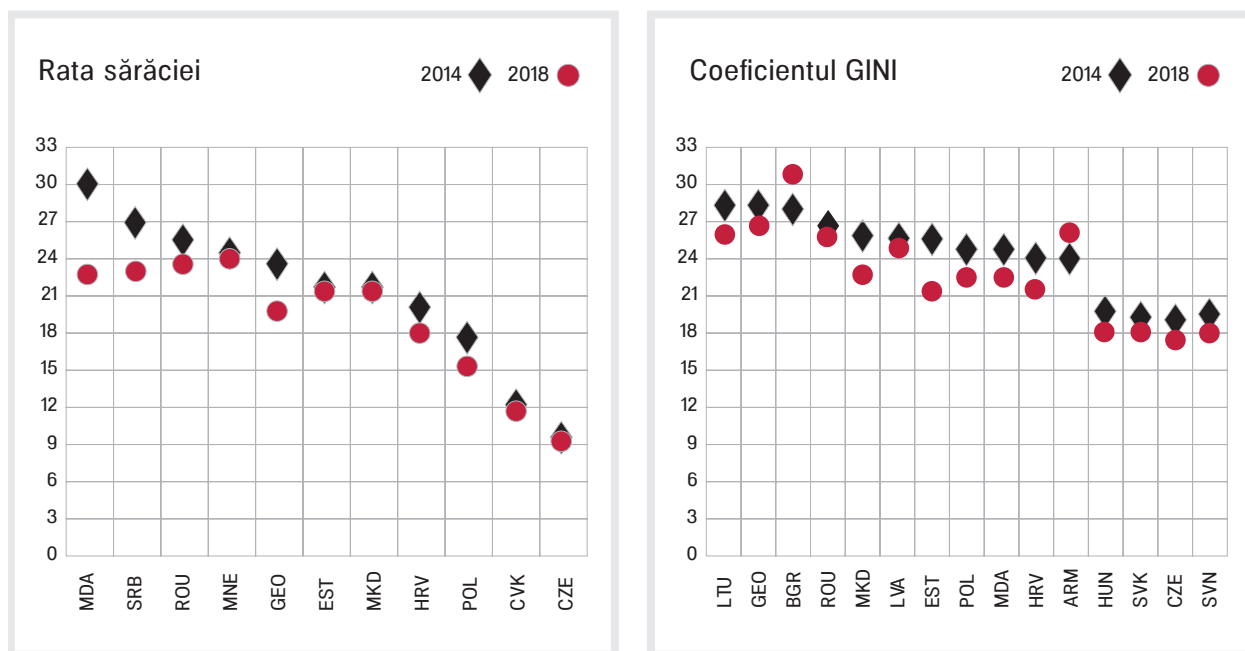 Rata sărăciei
2014 2018
33
30
27
24
21
18
15
12
9
6
3
0
MDA
SRB
ROU
MNE
GEO
EST
MKD
HRV
POL
CVK
CZE
Coeficientul GINI
2014 2018
33
30
27
24
21
18
15
12
9
6
3
0
LTU
GEO
BGR
ROU
MKD
LVA
EST
POL
MDA
HRV
ARM
HUN
SVK
CZE
SVN